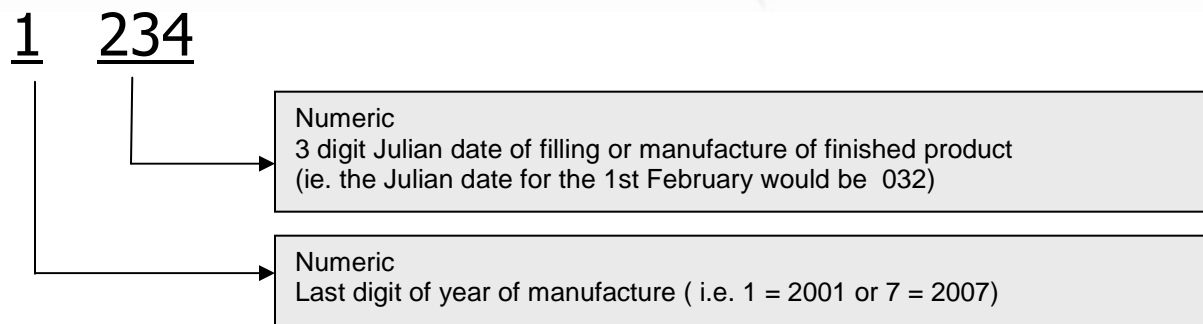 1 234
Numeric
3 digit Julian date of filling or manufacture of finished product
(ie. the Julian date for the 1st February would be 032)
Numeric
Last digit of year of manufacture ( i.e. 1 = 2001 or 7 = 2007)